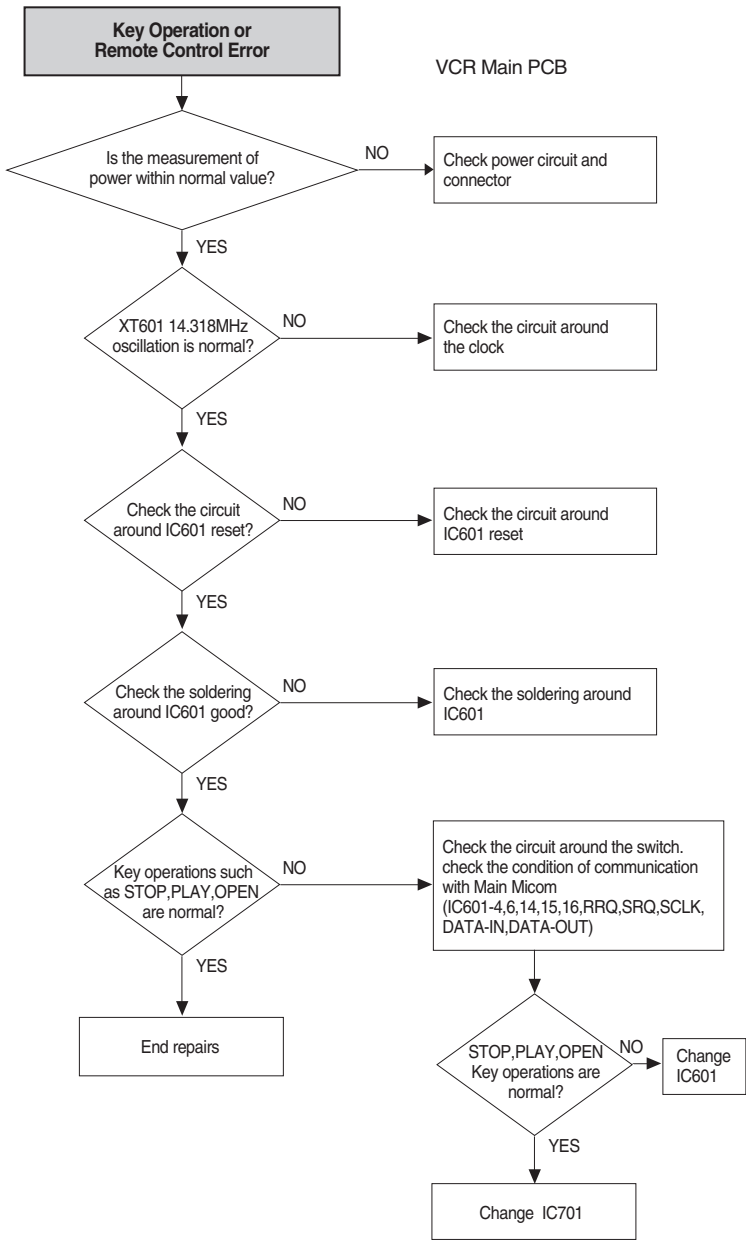 Key Operation or
Remote Control Error
VCR Main PCB
Is the measurement of
power within normal value?
NO
Check power circuit and
connector
YES
XT601 14.318MHz
oscillation is normal?
NO
Check the circuit around
the clock
YES
Check the circuit
around IC601 reset?
NO
Check the circuit around
IC601 reset
YES
Check the soldering
around IC601 good?
NO
Check the soldering around
IC601
YES
Key operations such
as STOP,PLAY,OPEN
are normal?
NO
Check the circuit around the switch.
check the condition of communication
with Main Micom
(IC601-4,6,14,15,16,RRQ,SRQ,SCLK,
DATA-IN,DATA-OUT)
YES
End repairs
STOP,PLAY,OPEN
Key operations are
normal?
NO
Change
IC601
YES
Change IC701